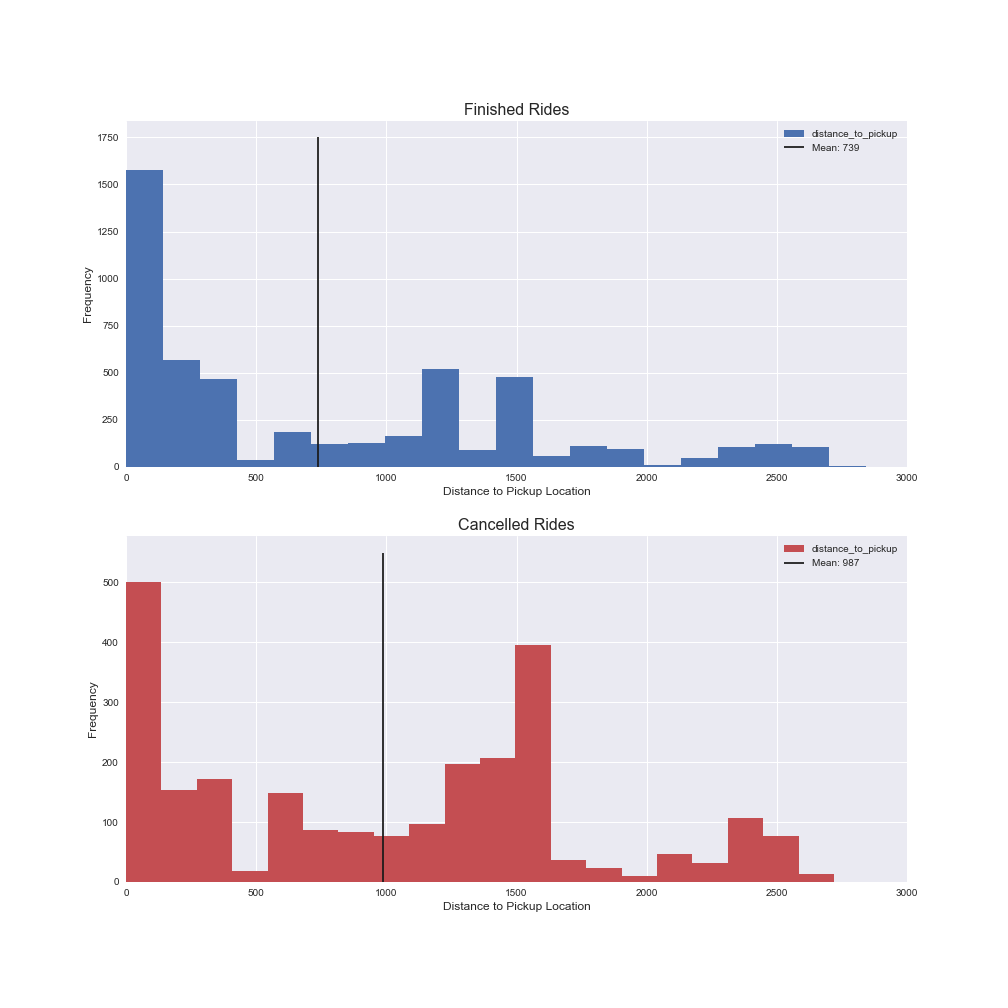 Finished Rides
distance_to_pickup
Mean: 739
1750
1500
1250
1000
750
500
250
0
Frequency
0 500 1000 1500 2000 2500 3000
Distance to Pickup Location
Cancelled Rides
distance_to_pickup
Mean: 987
500
400
300
200
100
0
Frequency
0 500 1000 1500 2000 2500 3000
Distance to Pickup Location